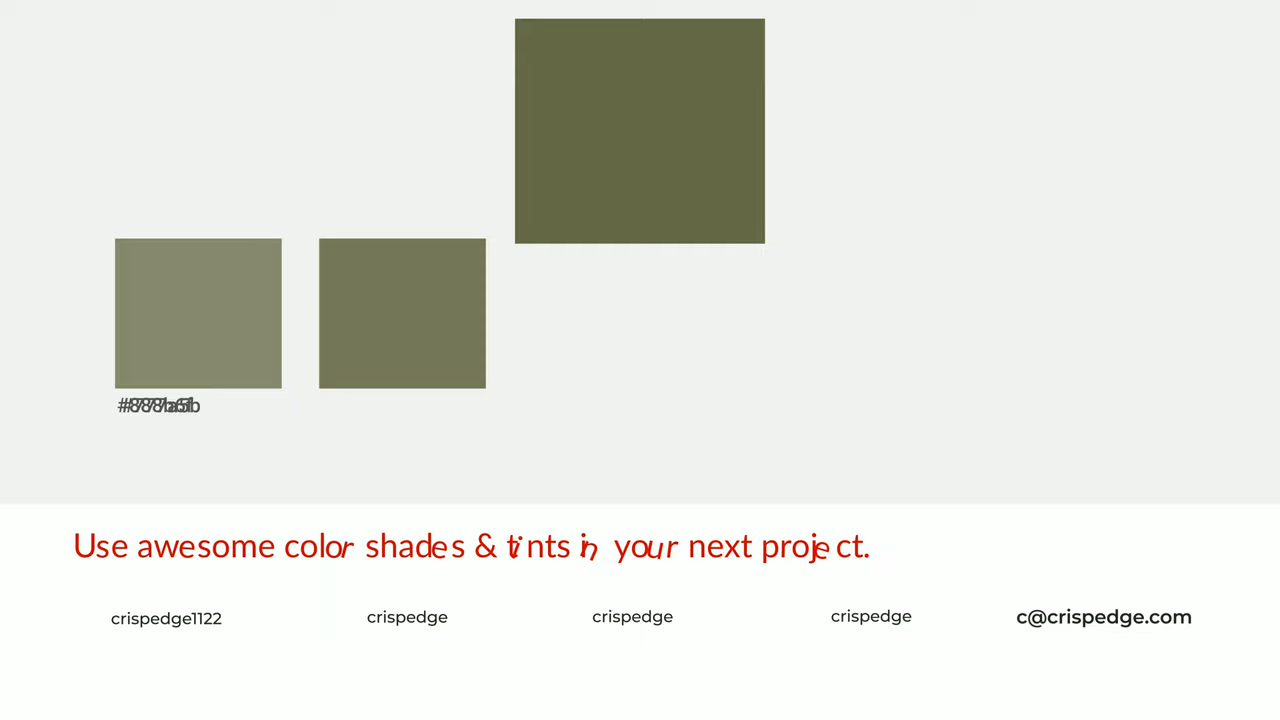 Use awesome color shades & tints in your next project.
crispedge1122 crispedge crispedge crispedge c@crispedge.com